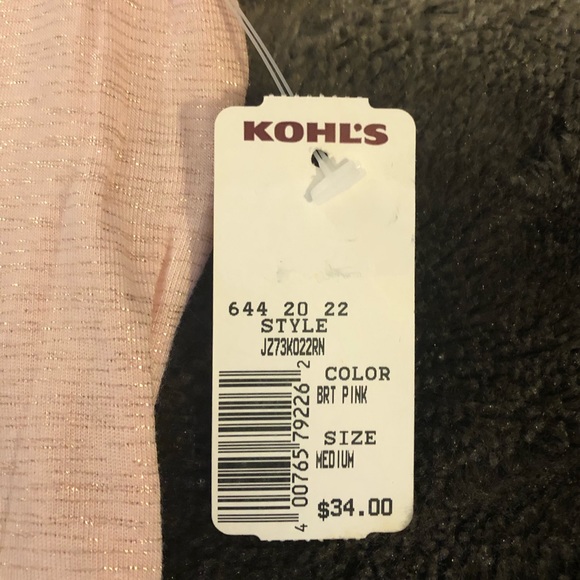 KOHL'S
644 20 22
STYLE
JZ73K022RN
COLOR
BRT PINK
SIZE
MEDIUM
$34.00
4 00765 79226 2